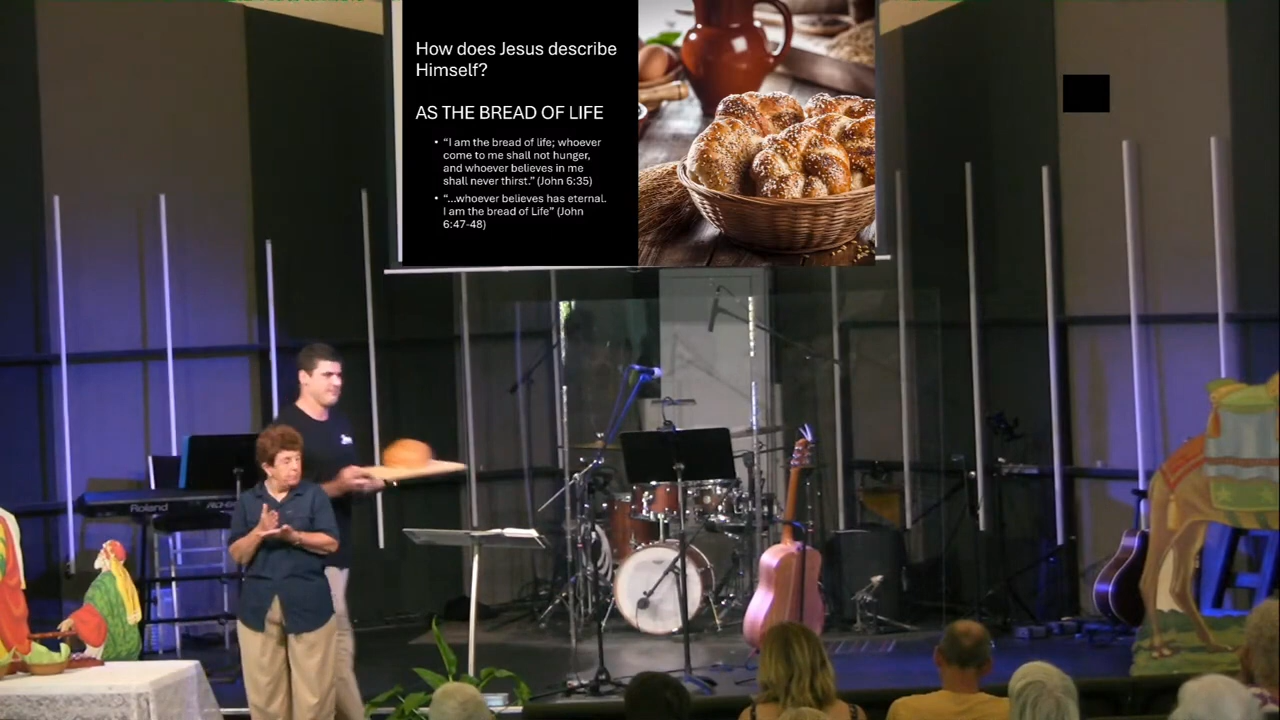 How does Jesus describe
Himself?
AS THE BREAD OF LIFE
• “I am the bread of life; whoever
come to me shall not hunger,
and whoever believes in me
shall never thirst.” (John 6:35)
• “...whoever believes has eternal.
I am the bread of Life” (John
6:47-48)
Roland